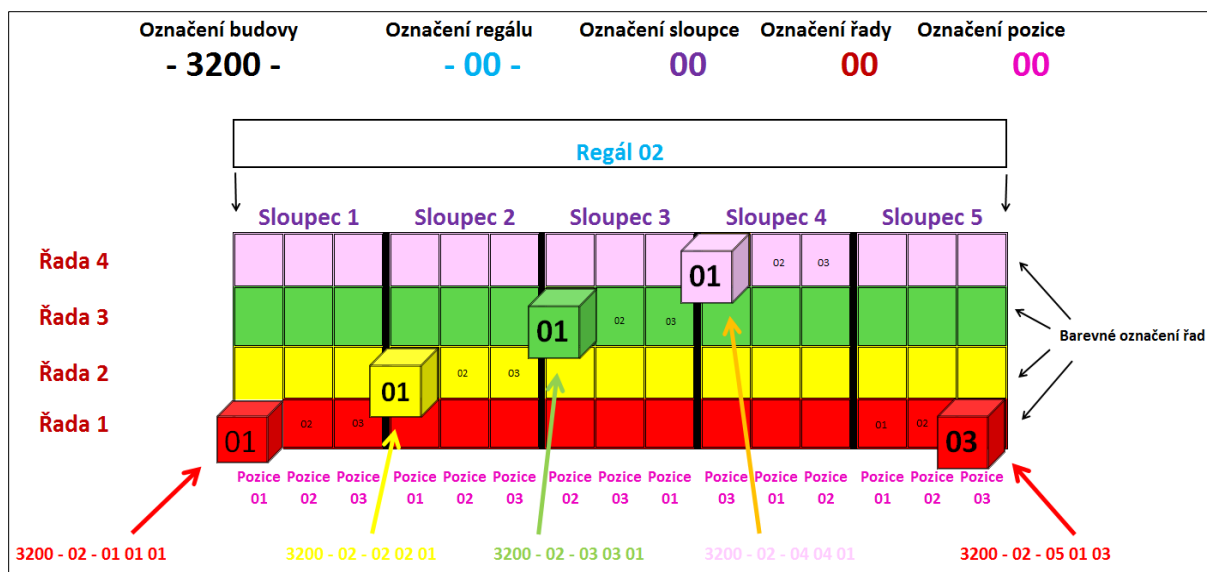 Označení budovy Označení regálu Označení sloupce Označení řady Označení pozice
- 3200 - - 00 - 00 00 00
Regál 02
Sloupec 1 Sloupec 2 Sloupec 3 Sloupec 4 Sloupec 5
Řada 4 01 02 03
Řada 3 01 02 03
Barevné označení řad
Řada 2 01 02 03
Řada 1 01 02 03 01 02 03
Pozice Pozice Pozice Pozice Pozice Pozice Pozice Pozice Pozice Pozice Pozice Pozice Pozice Pozice Pozice
01 02 03 01 02 03 02 03 01 03 01 02 01 02 03
3200 - 02 - 01 01 01 3200 - 02 - 02 02 01 3200 - 02 - 03 03 01 3200 - 02 - 04 04 01 3200 - 02 - 05 01 03